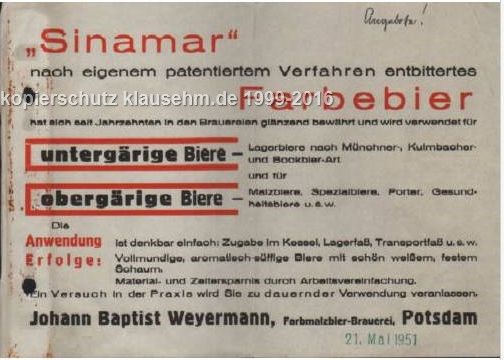 Angebote!
„Sinamar“
nach eigenem patentiertem Verfahren entbittertes
kopierschutz klausehm.de 1999-2016
Farbebier
hat sich seit Jahrzehnten in den Brauereien glänzend bewährt und wird verwendet für
untergärige Biere – Lagerbiere nach Münchner-, Kulmbacher-
und Bockbier-Art
und für
obergärige Biere – Malzbiere, Spezialbiere, Porter, Gesund-
heitsbiere u.s.w.
Die
Anwendung ist denkbar einfach: Zugabe im Kessel, Lagerfaß, Transportfaß u.s.w.
Erfolge: Vollmundige, aromatisch-süffige Biere mit schön weißem, festem
Schaum.
Material- und Zeitersparnis durch Arbeitsvereinfachung.
Ein Versuch in der Praxis wird Sie zu dauernder Verwendung veranlassen.
Johann Baptist Weyermann, Farbmalzbier-Brauerei, Potsdam
21. Mai 1951